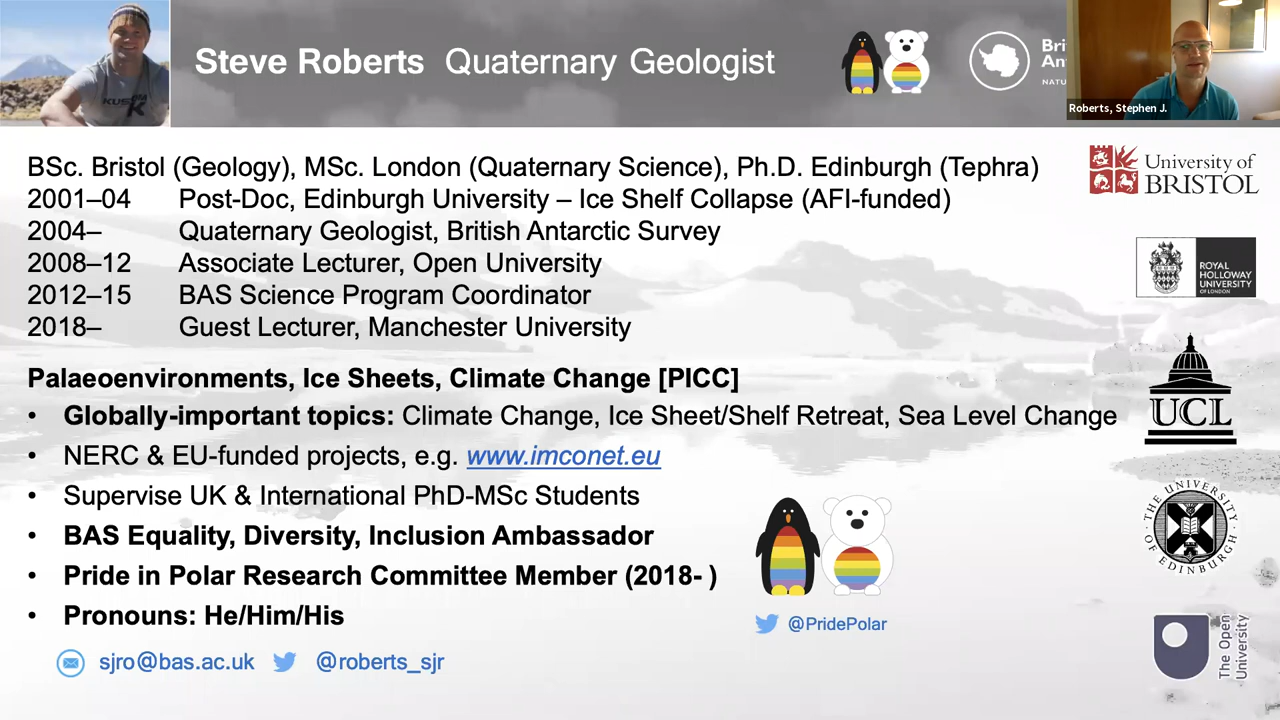 Steve Roberts Quaternary Geologist
Bri
An
NATU
Roberts, Stephen J.
KUS
K
BSc. Bristol (Geology), MSc. London (Quaternary Science), Ph.D. Edinburgh (Tephra)
2001–04 Post-Doc, Edinburgh University – Ice Shelf Collapse (AFI-funded)
2004– Quaternary Geologist, British Antarctic Survey
2008–12 Associate Lecturer, Open University
2012–15 BAS Science Program Coordinator
2018– Guest Lecturer, Manchester University
University of
BRISTOL
ROYAL
HOLLOWAY
UNIVERSITY
OF LONDON
UCL
THE UNIVERSITY
OF EDINBURGH
The Open
University
Palaeoenvironments, Ice Sheets, Climate Change [PICC]
• Globally-important topics: Climate Change, Ice Sheet/Shelf Retreat, Sea Level Change
• NERC & EU-funded projects, e.g. www.imconet.eu
• Supervise UK & International PhD-MSc Students
• BAS Equality, Diversity, Inclusion Ambassador
• Pride in Polar Research Committee Member (2018- )
• Pronouns: He/Him/His
@PridePolar
sjro@bas.ac.uk @roberts_sjr